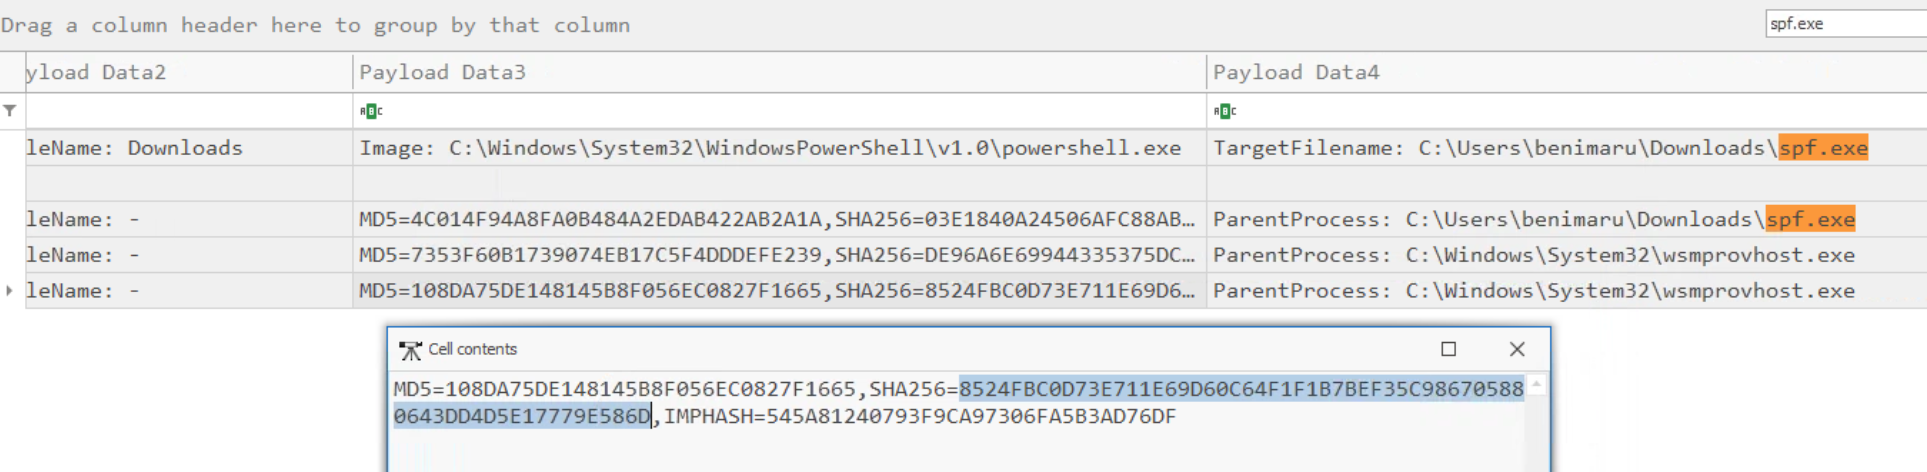 Drag a column header here to group by that column
spf.exe
yload Data2 Payload Data3 Payload Data4
leName: Downloads Image: C:\Windows\System32\WindowsPowerShell\v1.0\powershell.exe TargetFilename: C:\Users\benimaru\Downloads\spf.exe
leName: - MD5=4C014F94A8FA0B484A2EDAB422AB2A1A,SHA256=03E1840A24506AFC88AB… ParentProcess: C:\Users\benimaru\Downloads\spf.exe
leName: - MD5=7353F60B1739074EB17C5F4DDDEFE239,SHA256=DE96A6E69944335375DC… ParentProcess: C:\Windows\System32\wsmprovhost.exe
leName: - MD5=108DA75DE148145B8F056EC0827F1665,SHA256=8524FBC0D73E711E69D6… ParentProcess: C:\Windows\System32\wsmprovhost.exe
Cell contents
MD5=108DA75DE148145B8F056EC0827F1665,SHA256=8524FBC0D73E711E69D60C64F1F1B7BEF35C986705880643DD4D5E17779E586D,IMPHASH=545A81240793F9CA97306FA5B3AD76DF